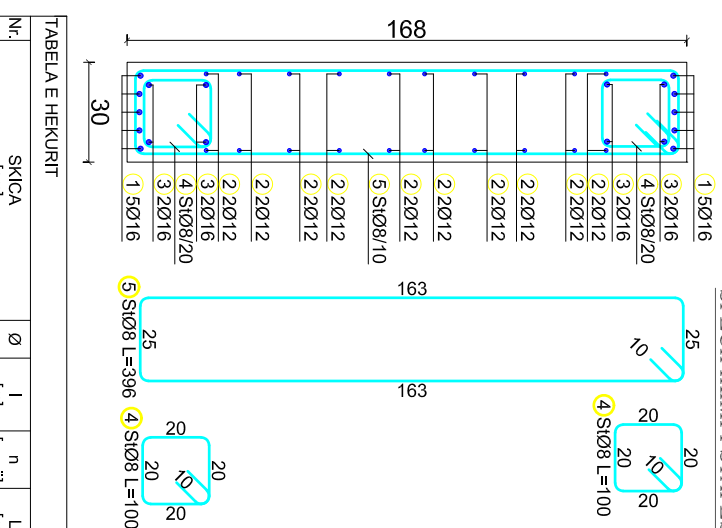 168
30
① 5Ø16
③ 2Ø16
④ StØ8/20
③ 2Ø16
② 2Ø12
② 2Ø12
② 2Ø12
② 2Ø12
⑤ StØ8/10
② 2Ø12
② 2Ø12
② 2Ø12
② 2Ø12
② 2Ø12
③ 2Ø16
④ StØ8/20
③ 2Ø16
① 5Ø16
163
25
25
10
163
⑤ StØ8 L=396
20
20
20
20
10
④ StØ8 L=100
20
20
20
20
10
④ StØ8 L=100
TABELA E HEKURIT
Nr.
SKICA
Ø
l
n
L